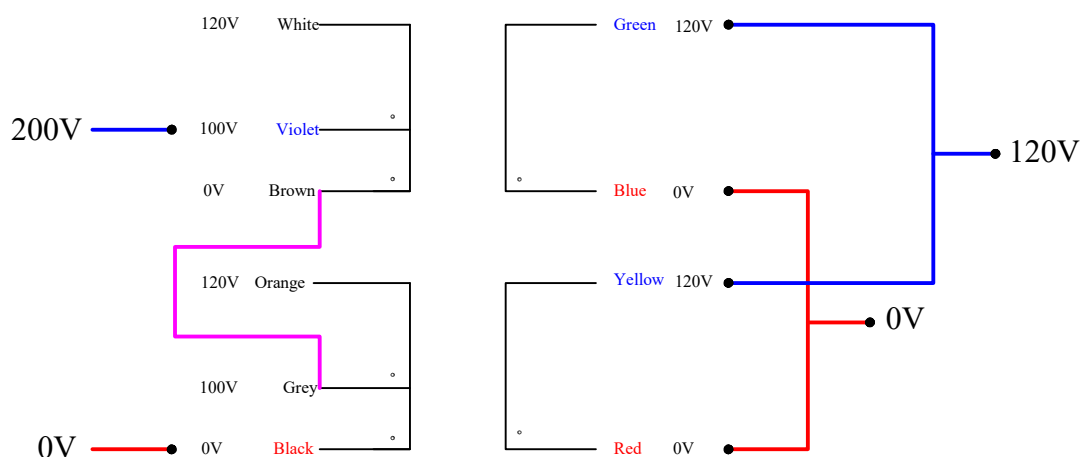 120V White
Green 120V
200V
100V Violet
120V
0V Brown
Blue 0V
120V Orange
Yellow 120V
0V
100V Grey
0V
0V Black
Red 0V